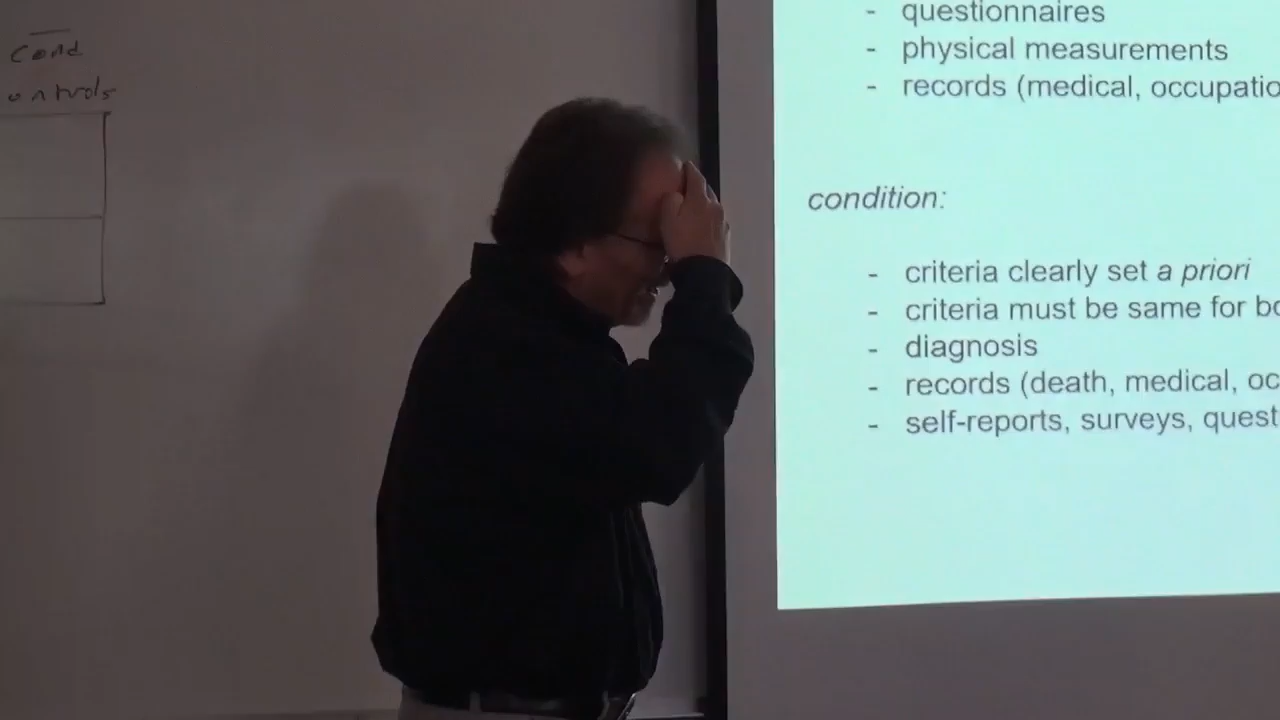 Cond
ontrols
- questionnaires
- physical measurements
- records (medical, occupatio
condition:
- criteria clearly set a priori
- criteria must be same for bo
- diagnosis
- records (death, medical, oc
- self-reports, surveys, quest